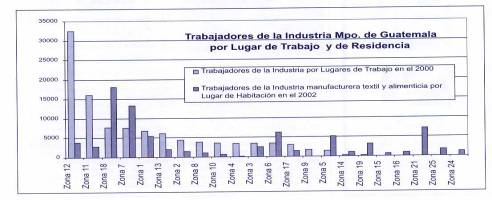 Trabajadores de la Industria Mpo. de Guatemala
por Lugar de Trabajo y de Residencia
Trabajadores de la Industria por Lugares de Trabajo en el 2000
Trabajadores de la Industria manufacturera textil y alimenticia por
Lugar de Habitación en el 2002
35000
30000
25000
20000
15000
10000
5000
0
Zona 12
Zona 11
Zona 18
Zona 7
Zona 1
Zona 13
Zona 4
Zona 2
Zona 8
Zona 10
Zona 3
Zona 5
Zona 6
Zona 17
Zona 9
Zona 5
Zona 14
Zona 19
Zona 15
Zona 16
Zona 21
Zona 25
Zona 24